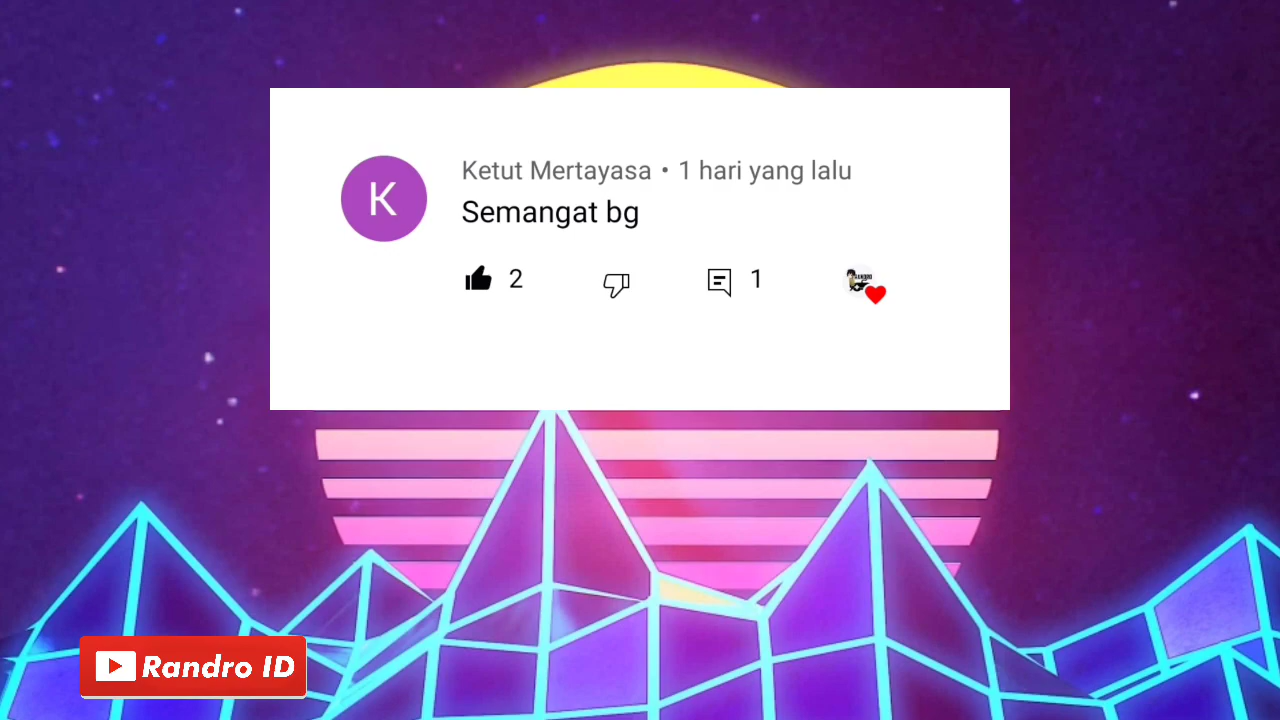 K
Ketut Mertayasa • 1 hari yang lalu
Semangat bg
2
1
Randro ID